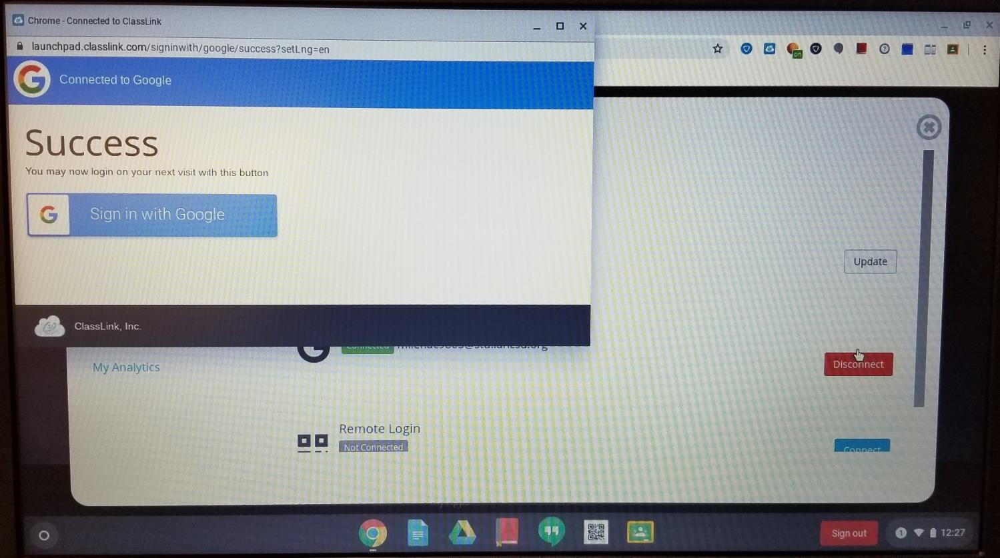 Chrome - Connected to ClassLink
launchpad.classlink.com/signinwith/google/success?setLng=en
Connected to Google
Success
You may now login on your next visit with this button
Sign in with Google
Update
ClassLink, Inc.
Connected
My Analytics
Disconnect
Remote Login
Not Connected
Connect
Sign out
1
12:27